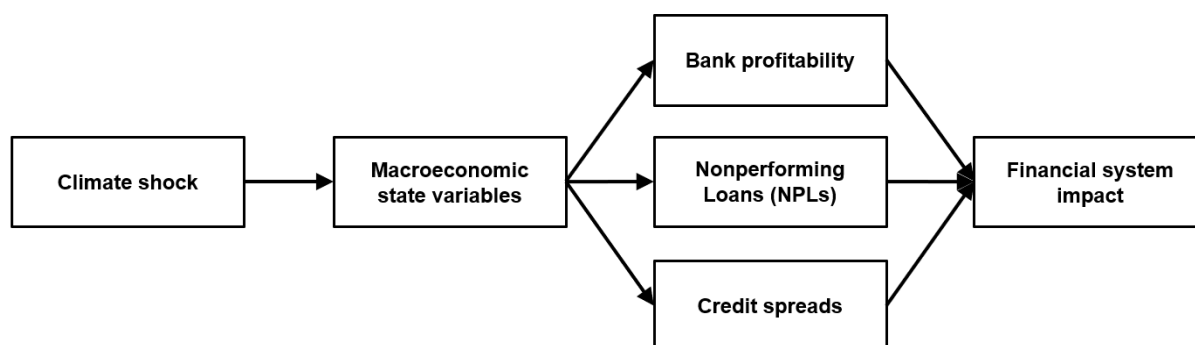 Bank profitability
Climate shock
Macroeconomic
state variables
Nonperforming
Loans (NPLs)
Financial system
impact
Credit spreads